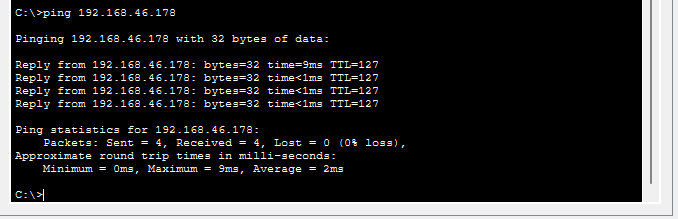 C:\>ping 192.168.46.178
Pinging 192.168.46.178 with 32 bytes of data:
Reply from 192.168.46.178: bytes=32 time=9ms TTL=127
Reply from 192.168.46.178: bytes=32 time<1ms TTL=127
Reply from 192.168.46.178: bytes=32 time<1ms TTL=127
Reply from 192.168.46.178: bytes=32 time<1ms TTL=127
Ping statistics for 192.168.46.178:
Packets: Sent = 4, Received = 4, Lost = 0 (0% loss),
Approximate round trip times in milli-seconds:
Minimum = 0ms, Maximum = 9ms, Average = 2ms
C:\>